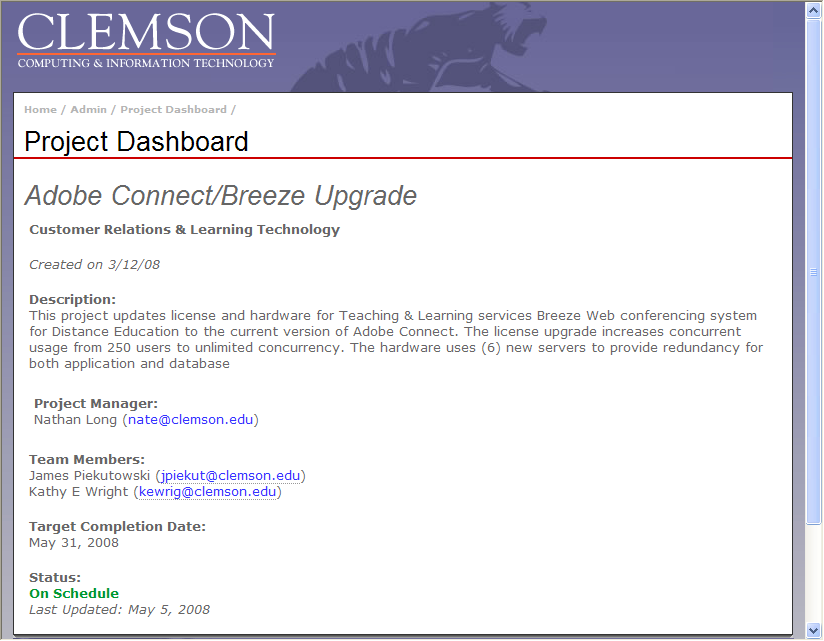 CLEMSON
COMPUTING & INFORMATION TECHNOLOGY
Home / Admin / Project Dashboard /
Project Dashboard
Adobe Connect/Breeze Upgrade
Customer Relations & Learning Technology
Created on 3/12/08
Description:
This project updates license and hardware for Teaching & Learning services Breeze Web conferencing system
for Distance Education to the current version of Adobe Connect. The license upgrade increases concurrent
usage from 250 users to unlimited concurrency. The hardware uses (6) new servers to provide redundancy for
both application and database
Project Manager:
Nathan Long (nate@clemson.edu)
Team Members:
James Piekutowski (jpiekut@clemson.edu)
Kathy E Wright (kewrig@clemson.edu)
Target Completion Date:
May 31, 2008
Status:
On Schedule
Last Updated: May 5, 2008